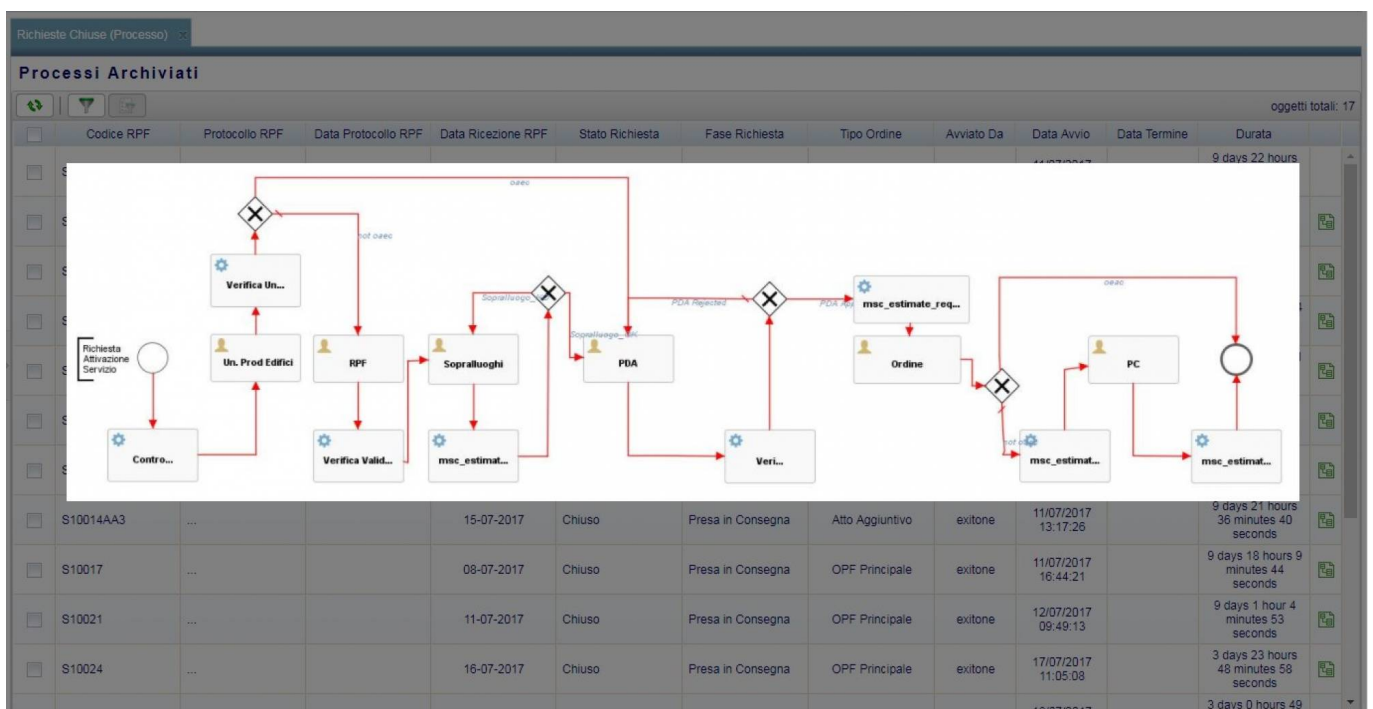 Richieste Chiuse (Processo)
Processi Archiviati
oggetti totali: 17
Codice RPF Protocollo RPF Data Protocollo RPF Data Ricezione RPF Stato Richiesta Fase Richiesta Tipo Ordine Avviato Da Data Avvio Data Termine Durata
9 days 22 hours
oaec
not oaec
Verifica Un...
Sopralluogo_
PDA Rejected
msc_estimate_req...
oaec
Richiesta
Attivazione
Servizio
Un. Prod Edifici
RPF
Sopralluoghi
PDA
Ordine
PC
Contro...
Verifica Valid...
msc_estimat...
Veri...
msc_estimat...
msc_estimat...
S10014AA3 ... 15-07-2017 Chiuso Presa in Consegna Atto Aggiuntivo exitone 11/07/2017
13:17:26
9 days 21 hours
36 minutes 40
seconds
S10017 ... 08-07-2017 Chiuso Presa in Consegna OPF Principale exitone 11/07/2017
16:44:21
9 days 18 hours 9
minutes 44
seconds
S10021 ... 11-07-2017 Chiuso Presa in Consegna OPF Principale exitone 12/07/2017
09:49:13
9 days 1 hour 4
minutes 53
seconds
S10024 ... 16-07-2017 Chiuso Presa in Consegna OPF Principale exitone 17/07/2017
11:05:08
3 days 23 hours
48 minutes 58
seconds
3 days 0 hours 49